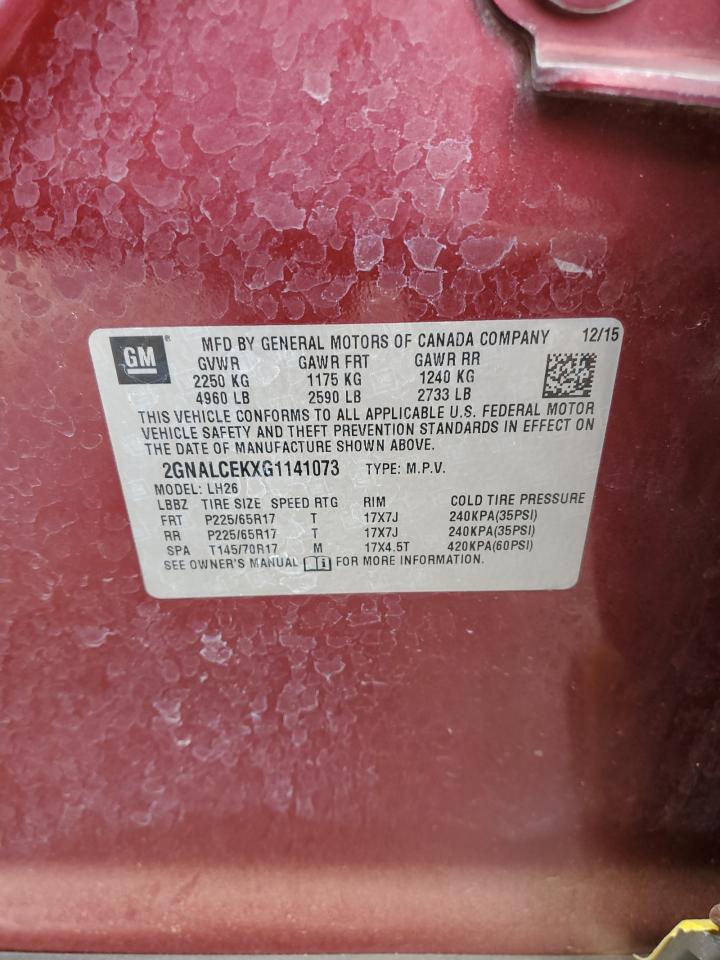 GM ® MFD BY GENERAL MOTORS OF CANADA COMPANY 12/15
GVWR GAWR FRT GAWR RR
2250 KG 1175 KG 1240 KG
4960 LB 2590 LB 2733 LB
THIS VEHICLE CONFORMS TO ALL APPLICABLE U.S. FEDERAL MOTOR
VEHICLE SAFETY AND THEFT PREVENTION STANDARDS IN EFFECT ON
THE DATE OF MANUFACTURE SHOWN ABOVE.
2GNALCEKXG1141073 TYPE: M.P.V.
MODEL: LH26
LBBZ TIRE SIZE SPEED RTG RIM COLD TIRE PRESSURE
FRT P225/65R17 T 17X7J 240KPA(35PSI)
RR P225/65R17 T 17X7J 240KPA(35PSI)
SPA T145/70R17 M 17X4.5T 420KPA(60PSI)
SEE OWNER'S MANUAL i FOR MORE INFORMATION.